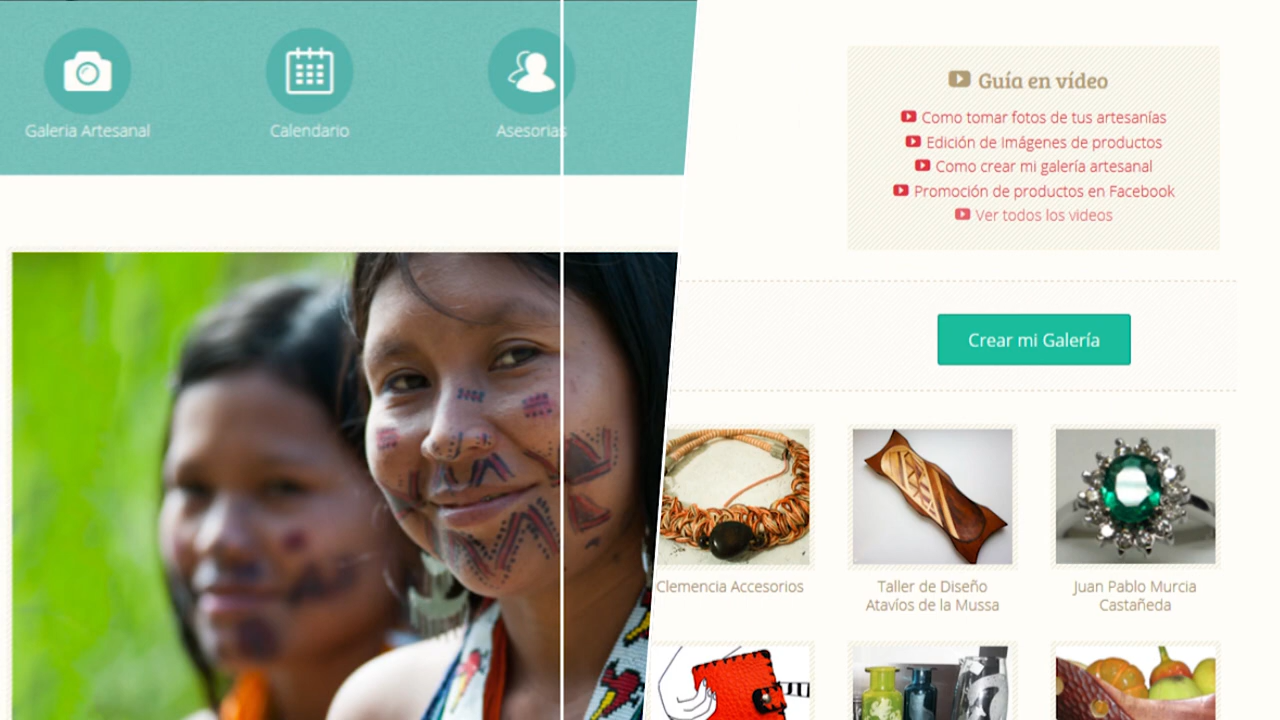 Galeria Artesanal
Calendario
Asesorias
Guía en vídeo
Como tomar fotos de tus artesanías
Edición de Imágenes de productos
Como crear mi galería artesanal
Promoción de productos en Facebook
Ver todos los videos
Crear mi Galería
Clemencia Accesorios
Taller de Diseño
Atavíos de la Mussa
Juan Pablo Murcia
Castañeda